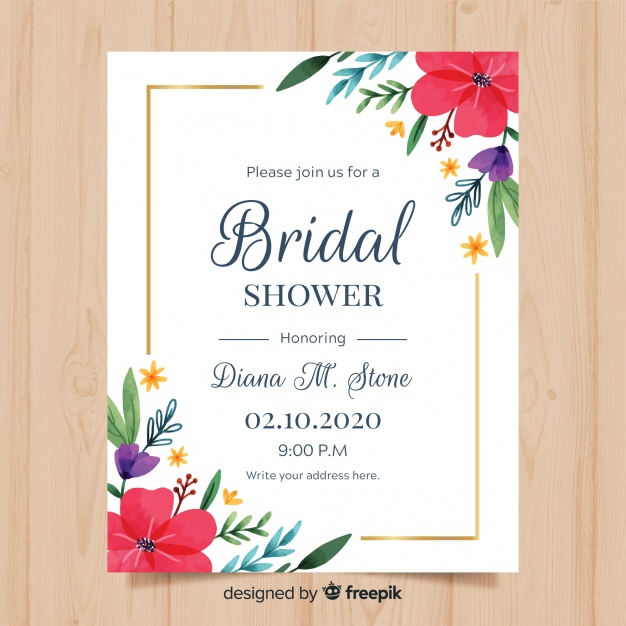 Please join us for a
Bridal
SHOWER
Honoring
Diana M. Stone
02.10.2020
9:00 P.M
Write your address here.
designed by freepik